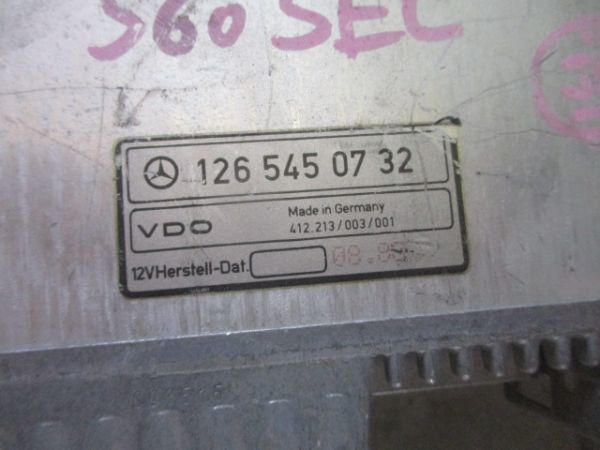 560 SEC
126 545 07 32
VDO
Made in Germany
412.213/003/001
12V Herstell-Dat.